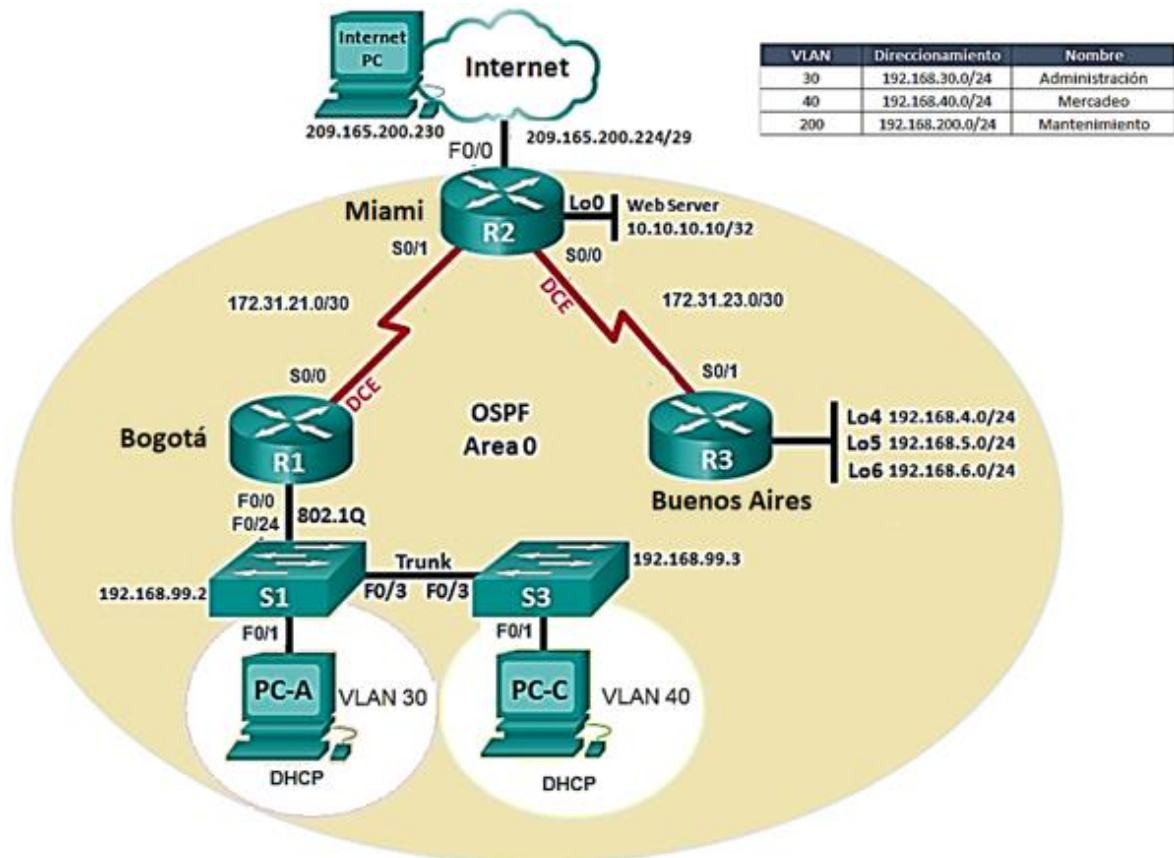 Internet
PC
Internet
209.165.200.230
209.165.200.224/29
F0/0
VLAN Direccionamiento Nombre
30 192.168.30.0/24 Administración
40 192.168.40.0/24 Mercadeo
200 192.168.200.0/24 Mantenimiento
Miami
R2
Lo0
Web Server
10.10.10.10/32
S0/1
S0/0
DCE
172.31.21.0/30
172.31.23.0/30
S0/0
DCE
S0/1
OSPF
Area 0
Bogotá
R1
R3
Buenos Aires
Lo4 192.168.4.0/24
Lo5 192.168.5.0/24
Lo6 192.168.6.0/24
F0/0
F0/24
802.1Q
Trunk
192.168.99.3
192.168.99.2
S1
F0/3
F0/3
S3
F0/1
F0/1
PC-A
VLAN 30
PC-C
VLAN 40
DHCP
DHCP